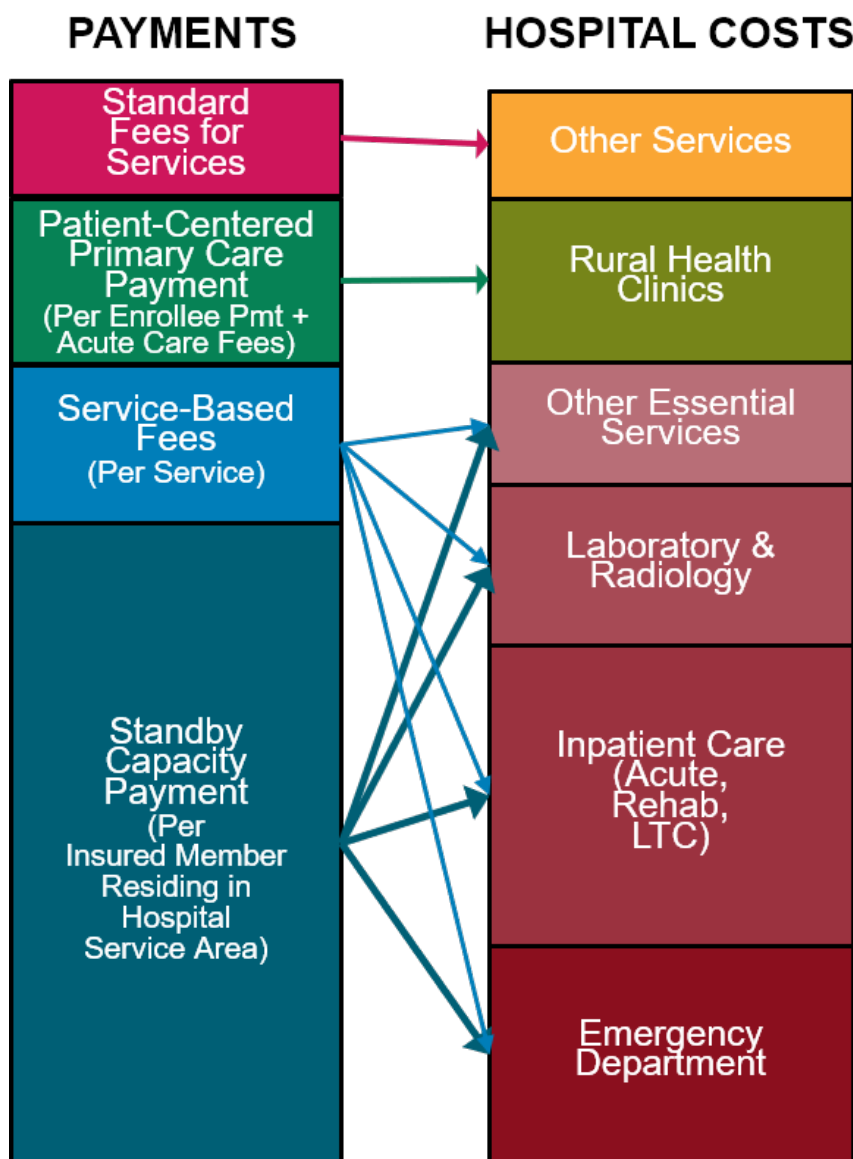 PAYMENTS
HOSPITAL COSTS
Standard
Fees for
Services
Other Services
Patient-Centered
Primary Care
Payment
(Per Enrollee Pmt +
Acute Care Fees)
Rural Health
Clinics
Service-Based
Fees
(Per Service)
Other Essential
Services
Laboratory &
Radiology
Standby
Capacity
Payment
(Per
Insured Member
Residing in
Hospital
Service Area)
Inpatient Care
(Acute,
Rehab,
LTC)
Emergency
Department